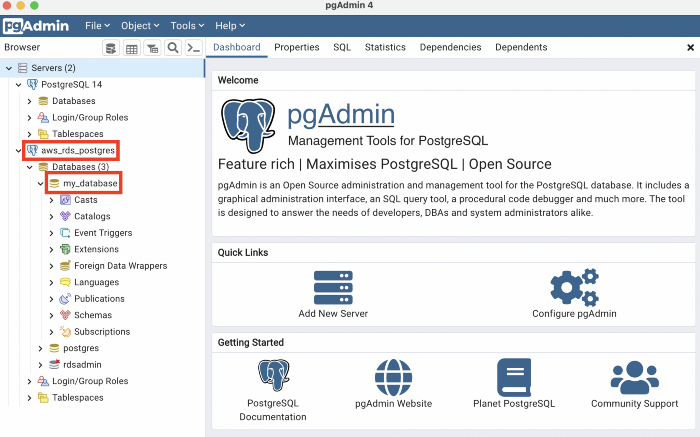 pgAdmin 4
pgAdmin File Object Tools Help
Browser
Dashboard Properties SQL Statistics Dependencies Dependents
Servers (2)
PostgreSQL 14
Databases
Login/Group Roles
Tablespaces
aws_rds_postgres
Databases (3)
my_database
Casts
Catalogs
Event Triggers
Extensions
Foreign Data Wrappers
Languages
Publications
Schemas
Subscriptions
postgres
rdsadmin
Login/Group Roles
Tablespaces
Welcome
pgAdmin
Management Tools for PostgreSQL
Feature rich | Maximises PostgreSQL | Open Source
pgAdmin is an Open Source administration and management tool for the PostgreSQL database. It includes a
graphical administration interface, an SQL query tool, a procedural code debugger and much more. The tool
is designed to answer the needs of developers, DBAs and system administrators alike.
Quick Links
Add New Server
Configure pgAdmin
Getting Started
PostgreSQL
Documentation
pgAdmin Website
Planet PostgreSQL
Community Support